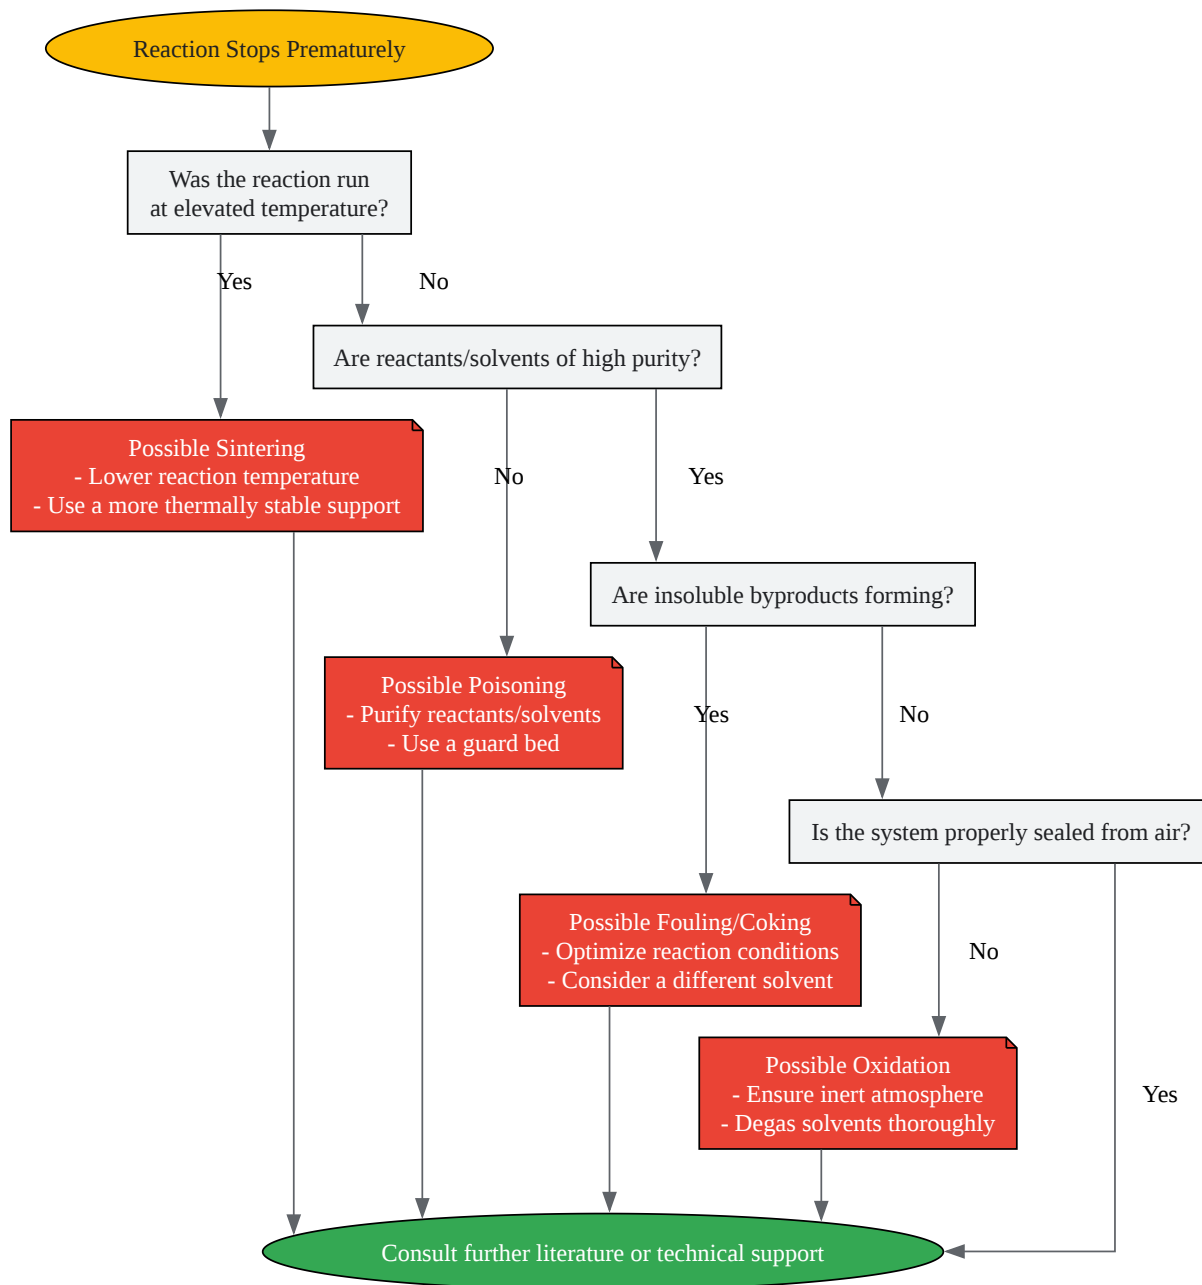 Reaction Stops Prematurely
Was the reaction run
at elevated temperature?
Yes
No
Are reactants/solvents of high purity?
Possible Sintering
- Lower reaction temperature
- Use a more thermally stable support
No
Yes
Are insoluble byproducts forming?
Possible Poisoning
- Purify reactants/solvents
- Use a guard bed
Yes
No
Is the system properly sealed from air?
Possible Fouling/Coking
- Optimize reaction conditions
- Consider a different solvent
No
Possible Oxidation
- Ensure inert atmosphere
- Degas solvents thoroughly
Yes
Consult further literature or technical support